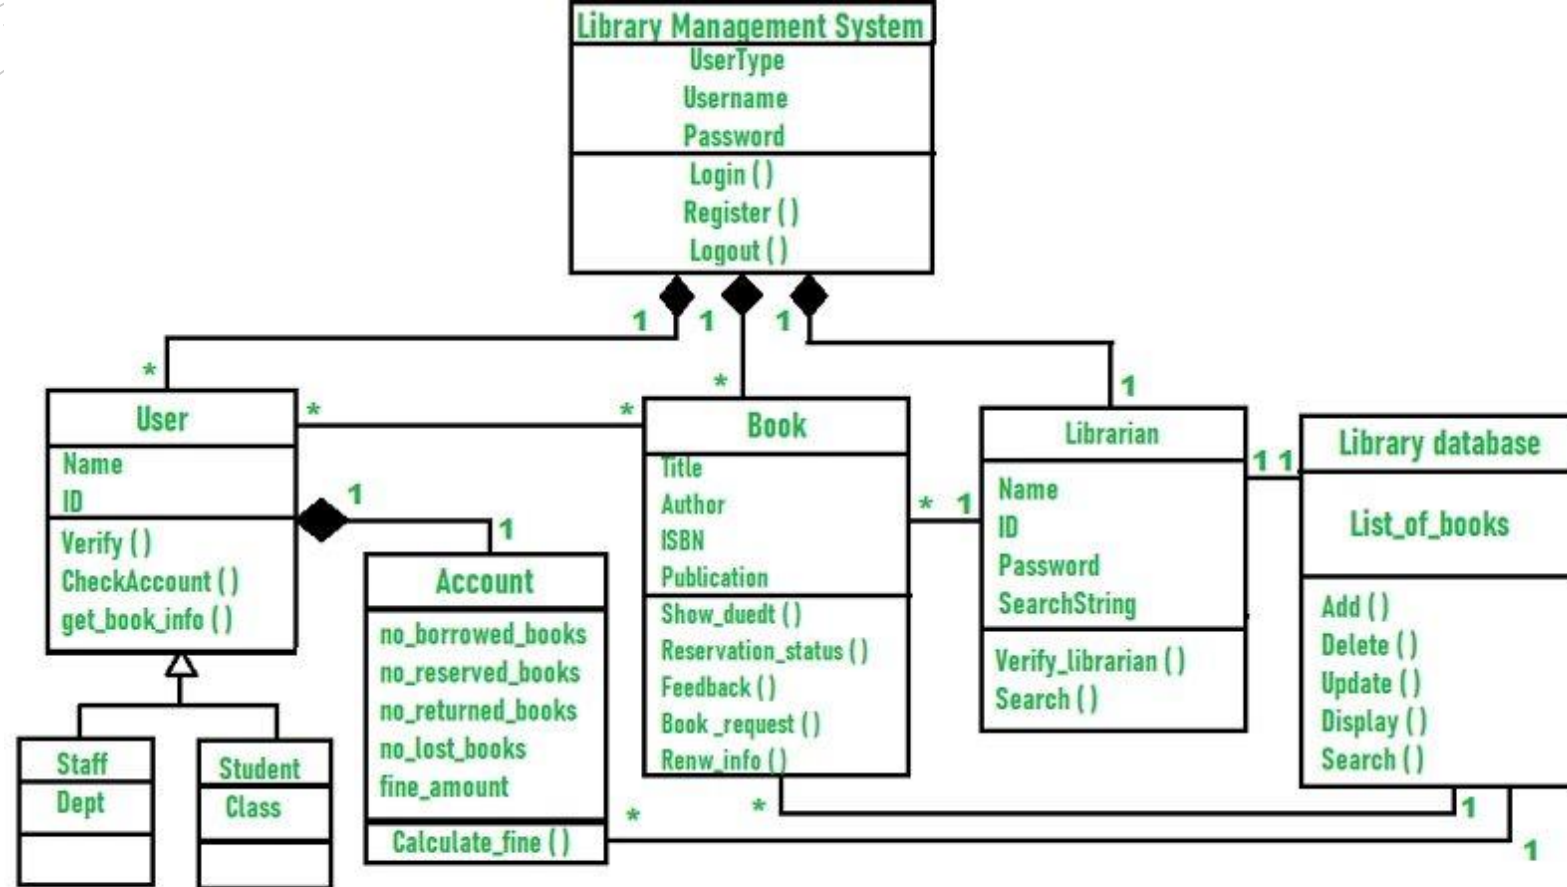 Library Management System
UserType
Username
Password
Login ( )
Register ( )
Logout ( )
1
1
1
*
*
1
User
Name
ID
Verify ( )
CheckAccount ( )
get_book_info ( )
*
*
1
1
Staff
Dept
Student
Class
Account
no_borrowed_books
no_reserved_books
no_returned_books
no_lost_books
fine_amount
Calculate_fine ( )
Book
Title
Author
ISBN
Publication
Show_duedt ( )
Reservation_status ( )
Feedback ( )
Book_request ( )
Renw_info ( )
* 1
Librarian
Name
ID
Password
SearchString
Verify_librarian ( )
Search ( )
1 1
Library database
List_of_books
Add ( )
Delete ( )
Update ( )
Display ( )
Search ( )
*
1
*
1